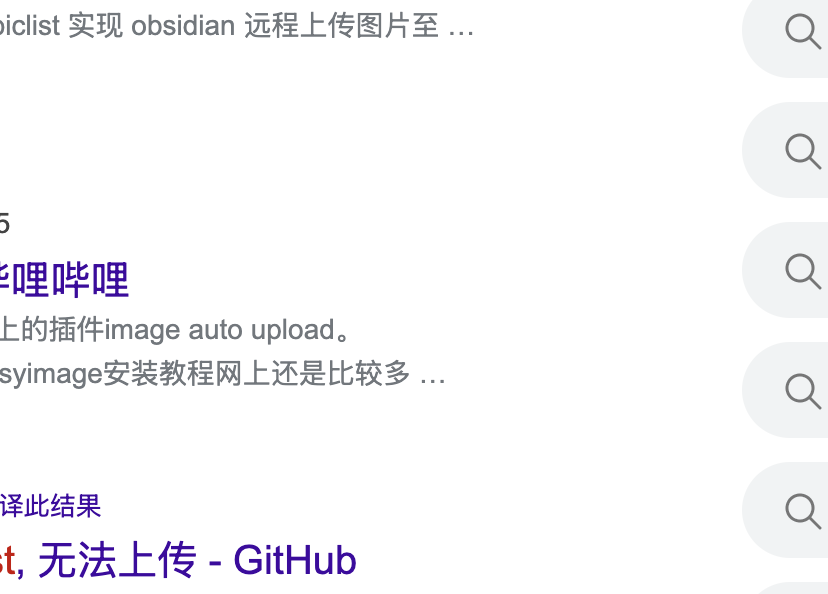 piclist 实现 obsidian 远程上传图片至 …
5
哔哩哔哩
上的插件image auto upload。
syimage安装教程网上还是比较多 …
译此结果
st, 无法上传 - GitHub